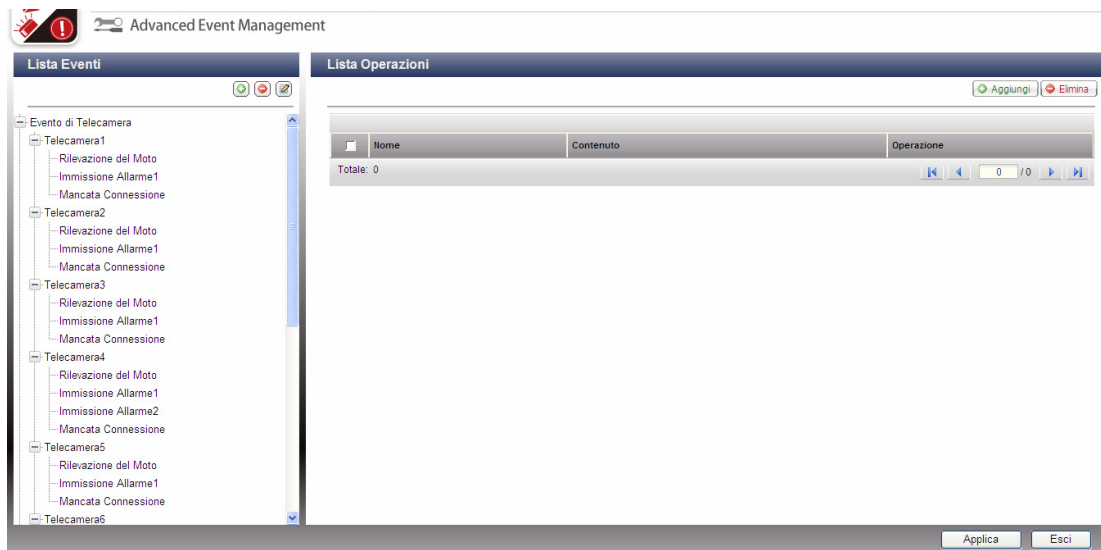 Advanced Event Management
Lista Eventi
Evento di Telecamera
Telecamera1
Rilevazione del Moto
Immissione Allarme1
Mancata Connessione
Telecamera2
Rilevazione del Moto
Immissione Allarme1
Mancata Connessione
Telecamera3
Rilevazione del Moto
Immissione Allarme1
Mancata Connessione
Telecamera4
Rilevazione del Moto
Immissione Allarme1
Immissione Allarme2
Mancata Connessione
Telecamera5
Rilevazione del Moto
Immissione Allarme1
Mancata Connessione
Telecamera6
Lista Operazioni
Aggiungi Elimina
Nome Contenuto Operazione
Totale: 0 0 / 0
Applica Esci